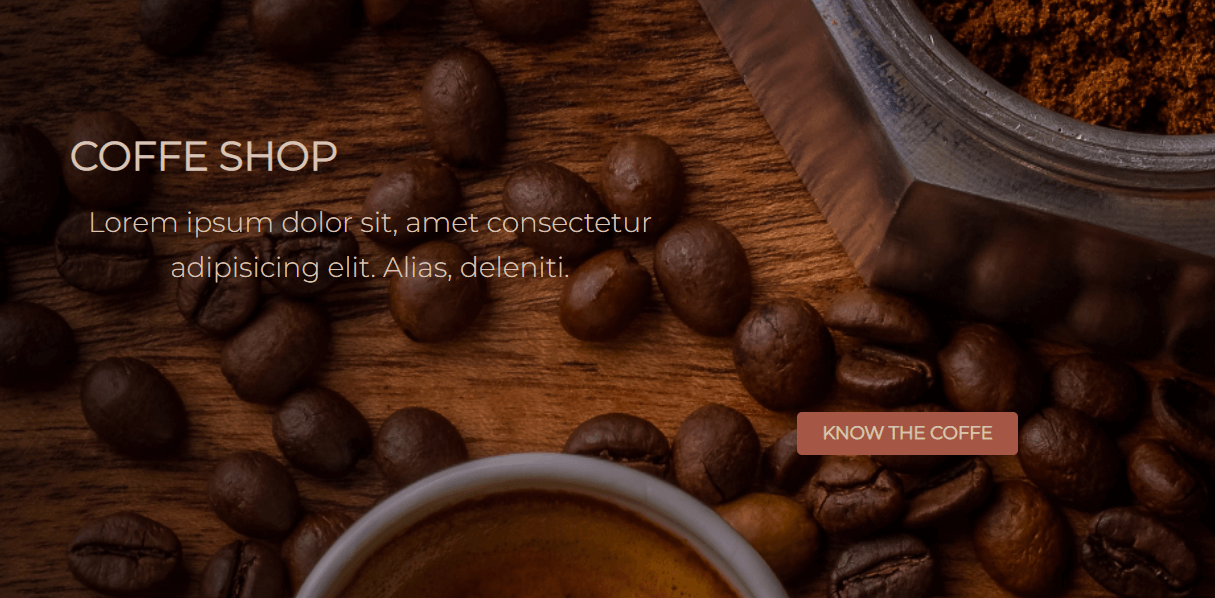 COFFE SHOP
Lorem ipsum dolor sit, amet consectetur
adipisicing elit. Alias, deleniti.
KNOW THE COFFE